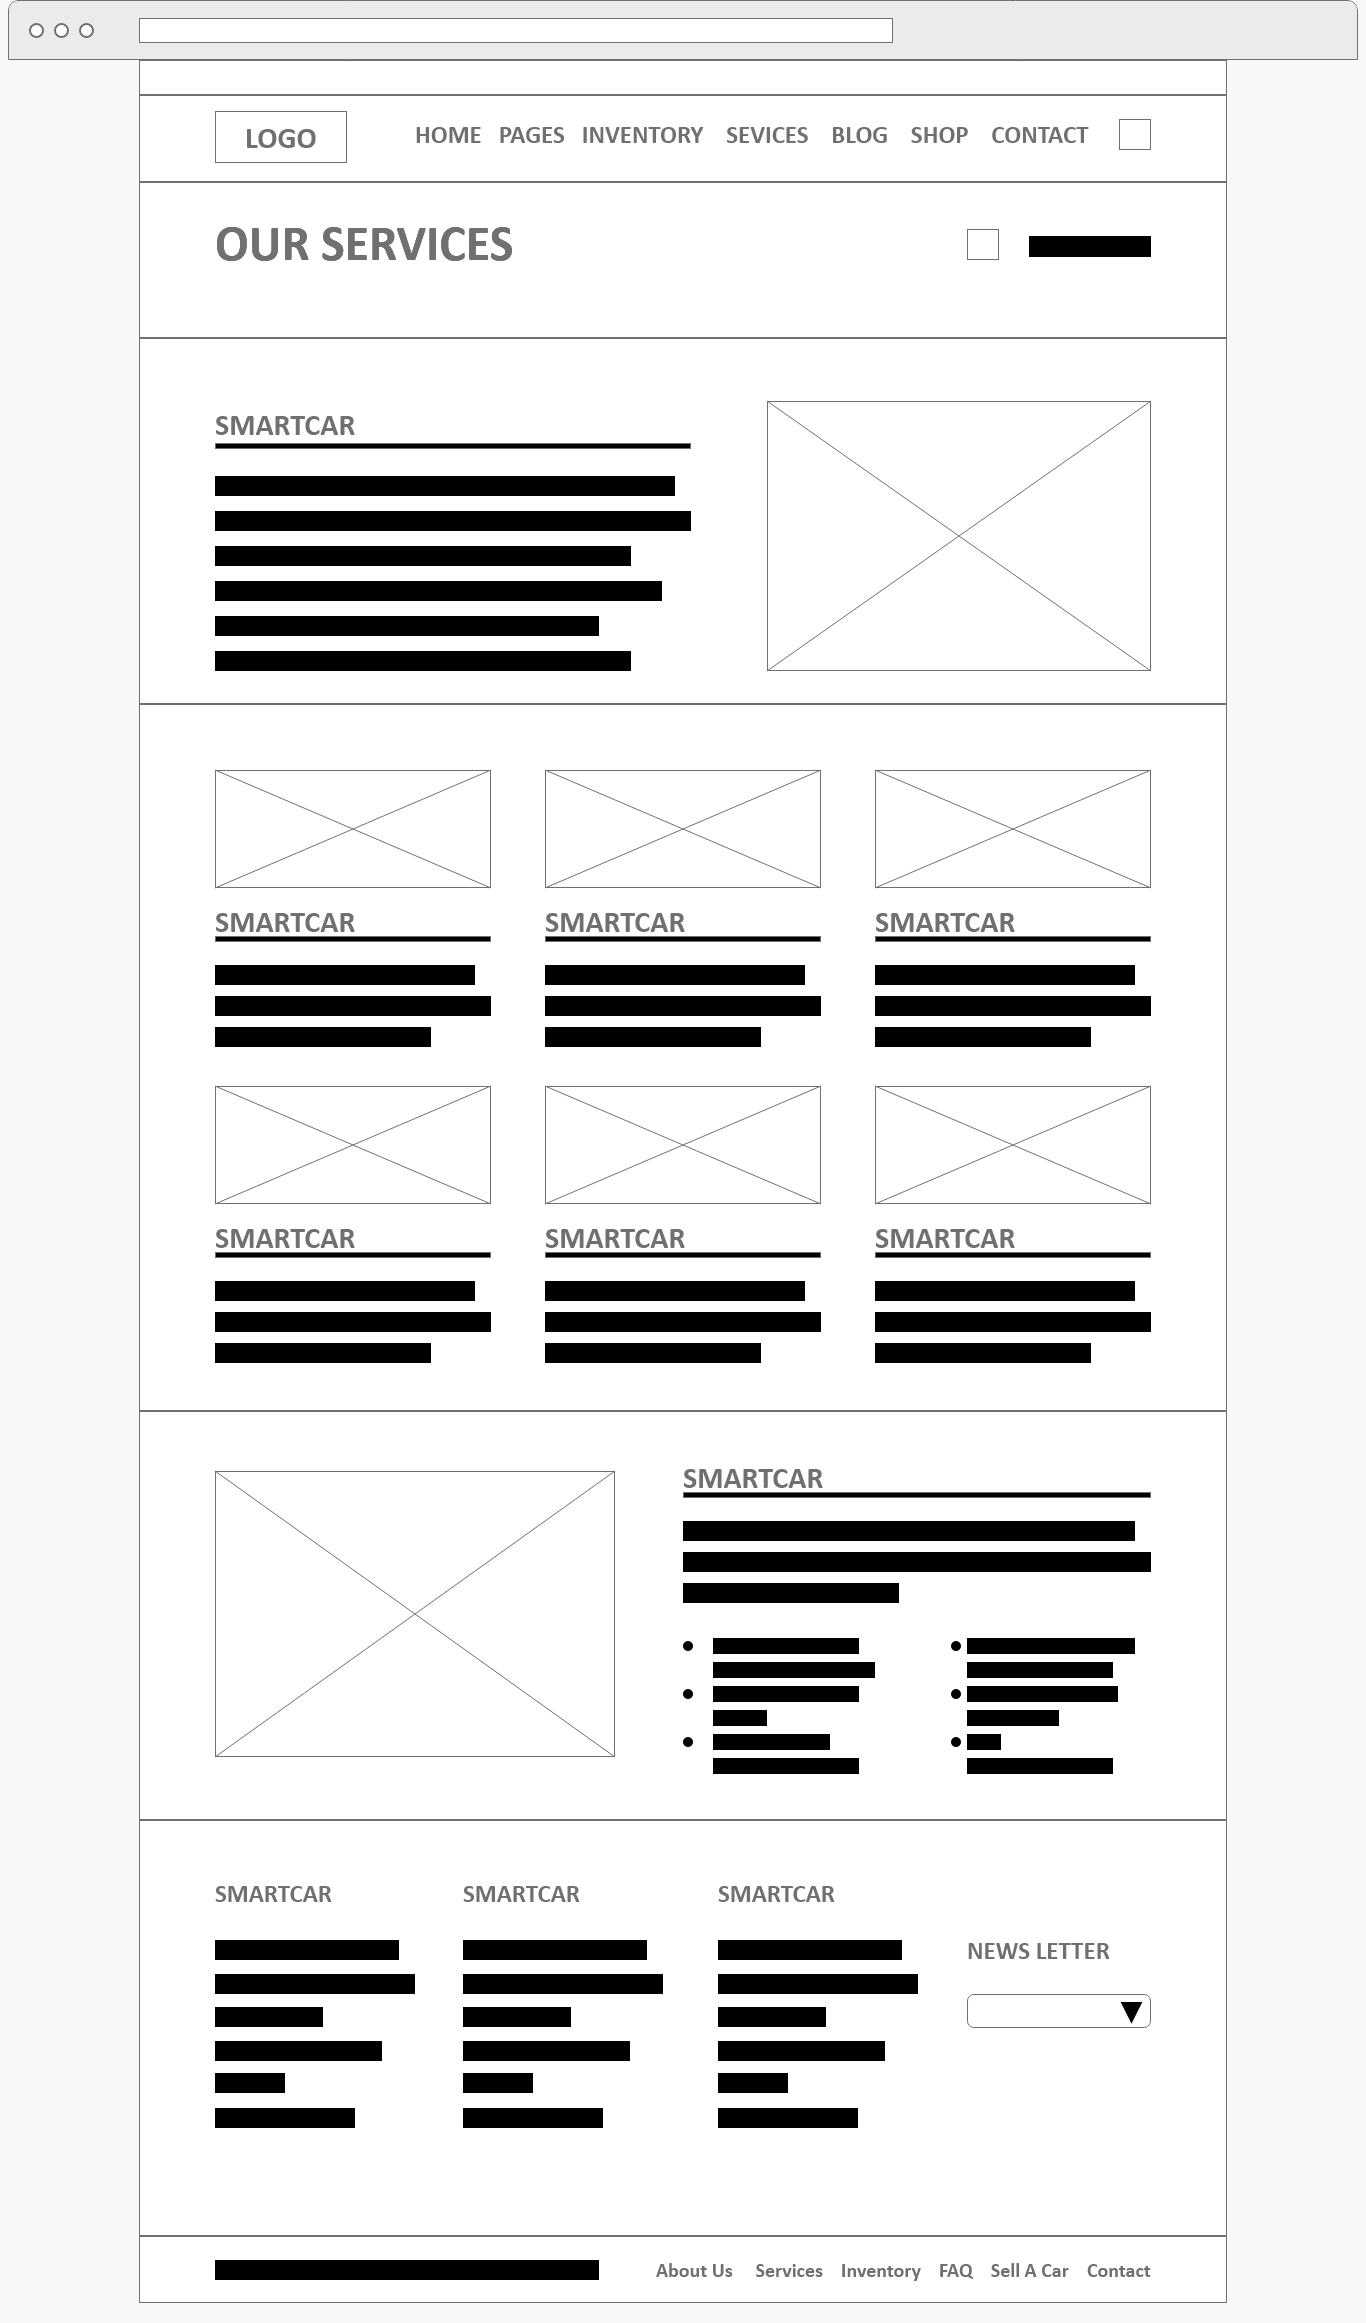 LOGO
HOME PAGES INVENTORY SEVICES BLOG SHOP CONTACT
OUR SERVICES
SMARTCAR
SMARTCAR SMARTCAR SMARTCAR
SMARTCAR SMARTCAR SMARTCAR
SMARTCAR
SMARTCAR SMARTCAR SMARTCAR
NEWS LETTER
About Us Services Inventory FAQ Sell A Car Contact